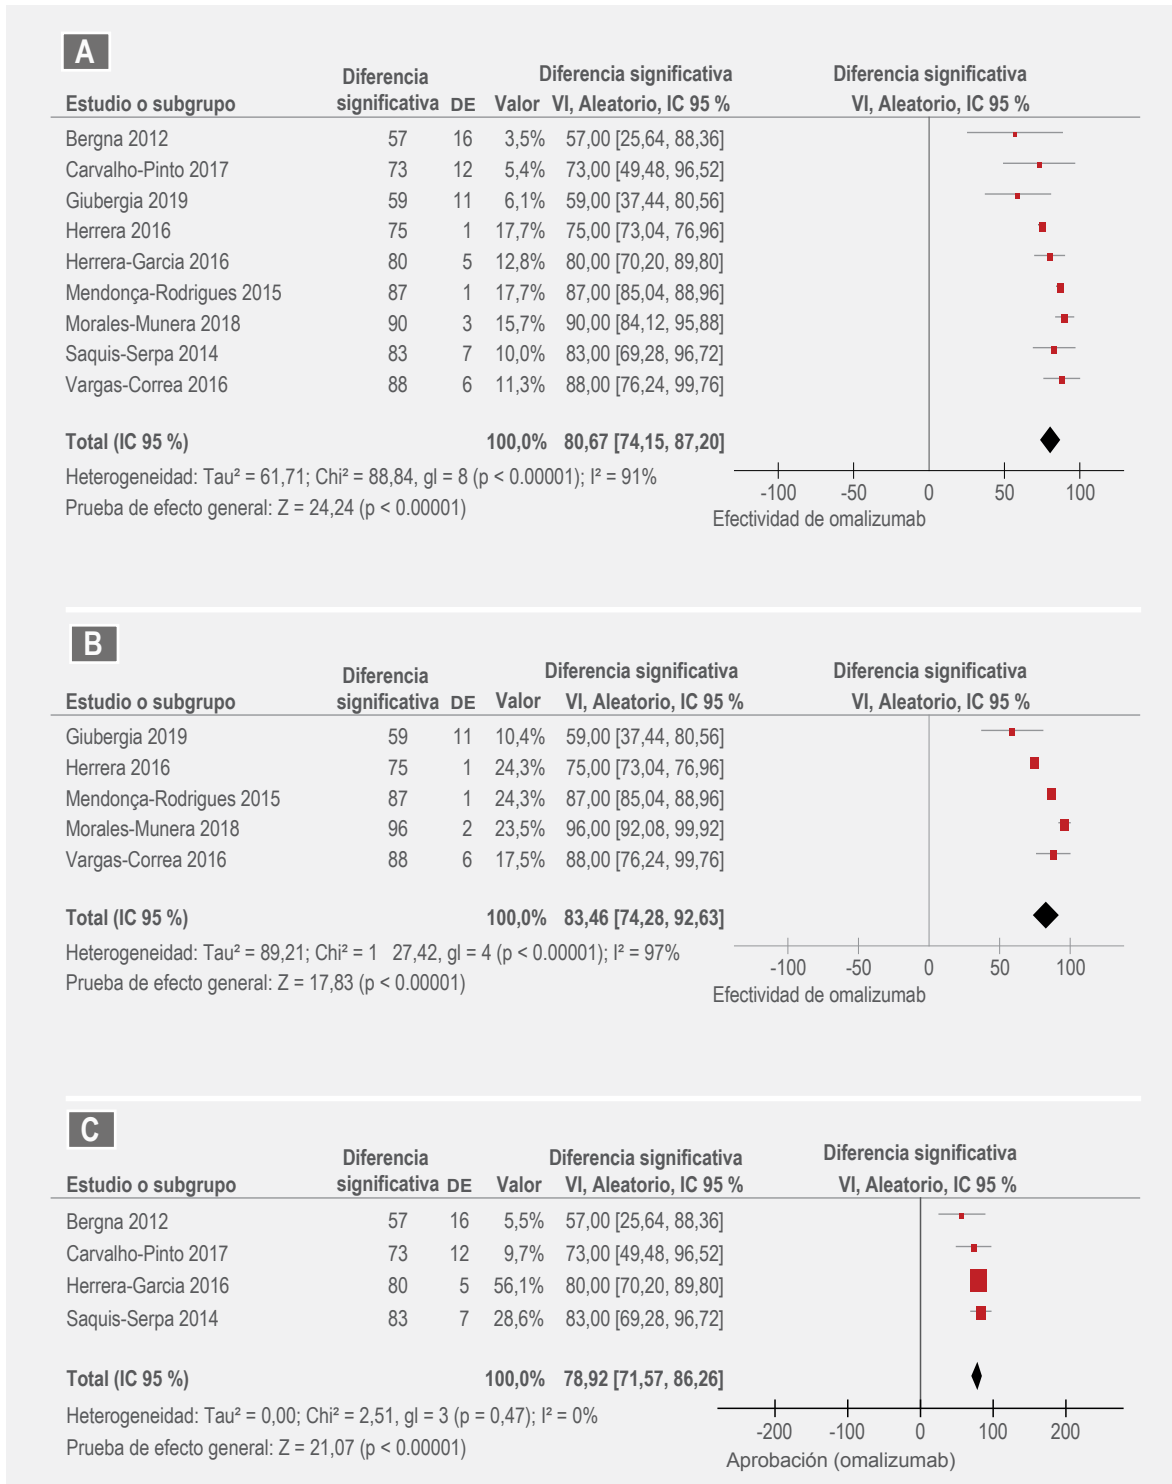 A
Diferencia Diferencia significativa Diferencia significativa
Estudio o subgrupo significativa DE Valor VI, Aleatorio, IC 95 % VI, Aleatorio, IC 95 %
Bergna 2012 57 16 3,5% 57,00 [25,64, 88,36]
Carvalho-Pinto 2017 73 12 5,4% 73,00 [49,48, 96,52]
Giubergia 2019 59 11 6,1% 59,00 [37,44, 80,56]
Herrera 2016 75 1 17,7% 75,00 [73,04, 76,96]
Herrera-Garcia 2016 80 5 12,8% 80,00 [70,20, 89,80]
Mendonça-Rodrigues 2015 87 1 17,7% 87,00 [85,04, 88,96]
Morales-Munera 2018 90 3 15,7% 90,00 [84,12, 95,88]
Saquis-Serpa 2014 83 7 10,0% 83,00 [69,28, 96,72]
Vargas-Correa 2016 88 6 11,3% 88,00 [76,24, 99,76]
Total (IC 95 %) 100,0% 80,67 [74,15, 87,20]
Heterogeneidad: Tau² = 61,71; Chi² = 88,84, gl = 8 (p < 0.00001); I² = 91%
Prueba de efecto general: Z = 24,24 (p < 0.00001)
-100 -50 0 50 100
Efectividad de omalizumab
B
Diferencia Diferencia significativa Diferencia significativa
Estudio o subgrupo significativa DE Valor VI, Aleatorio, IC 95 % VI, Aleatorio, IC 95 %
Giubergia 2019 59 11 10,4% 59,00 [37,44, 80,56]
Herrera 2016 75 1 24,3% 75,00 [73,04, 76,96]
Mendonça-Rodrigues 2015 87 1 24,3% 87,00 [85,04, 88,96]
Morales-Munera 2018 96 2 23,5% 96,00 [92,08, 99,92]
Vargas-Correa 2016 88 6 17,5% 88,00 [76,24, 99,76]
Total (IC 95 %) 100,0% 83,46 [74,28, 92,63]
Heterogeneidad: Tau² = 89,21; Chi² = 1 27,42, gl = 4 (p < 0.00001); I² = 97%
Prueba de efecto general: Z = 17,83 (p < 0.00001)
-100 -50 0 50 100
Efectividad de omalizumab
C
Diferencia Diferencia significativa Diferencia significativa
Estudio o subgrupo significativa DE Valor VI, Aleatorio, IC 95 % VI, Aleatorio, IC 95 %
Bergna 2012 57 16 5,5% 57,00 [25,64, 88,36]
Carvalho-Pinto 2017 73 12 9,7% 73,00 [49,48, 96,52]
Herrera-Garcia 2016 80 5 56,1% 80,00 [70,20, 89,80]
Saquis-Serpa 2014 83 7 28,6% 83,00 [69,28, 96,72]
Total (IC 95 %) 100,0% 78,92 [71,57, 86,26]
Heterogeneidad: Tau² = 0,00; Chi² = 2,51, gl = 3 (p = 0,47); I² = 0%
Prueba de efecto general: Z = 21,07 (p < 0.00001)
-200 -100 0 100 200
Aprobación (omalizumab)